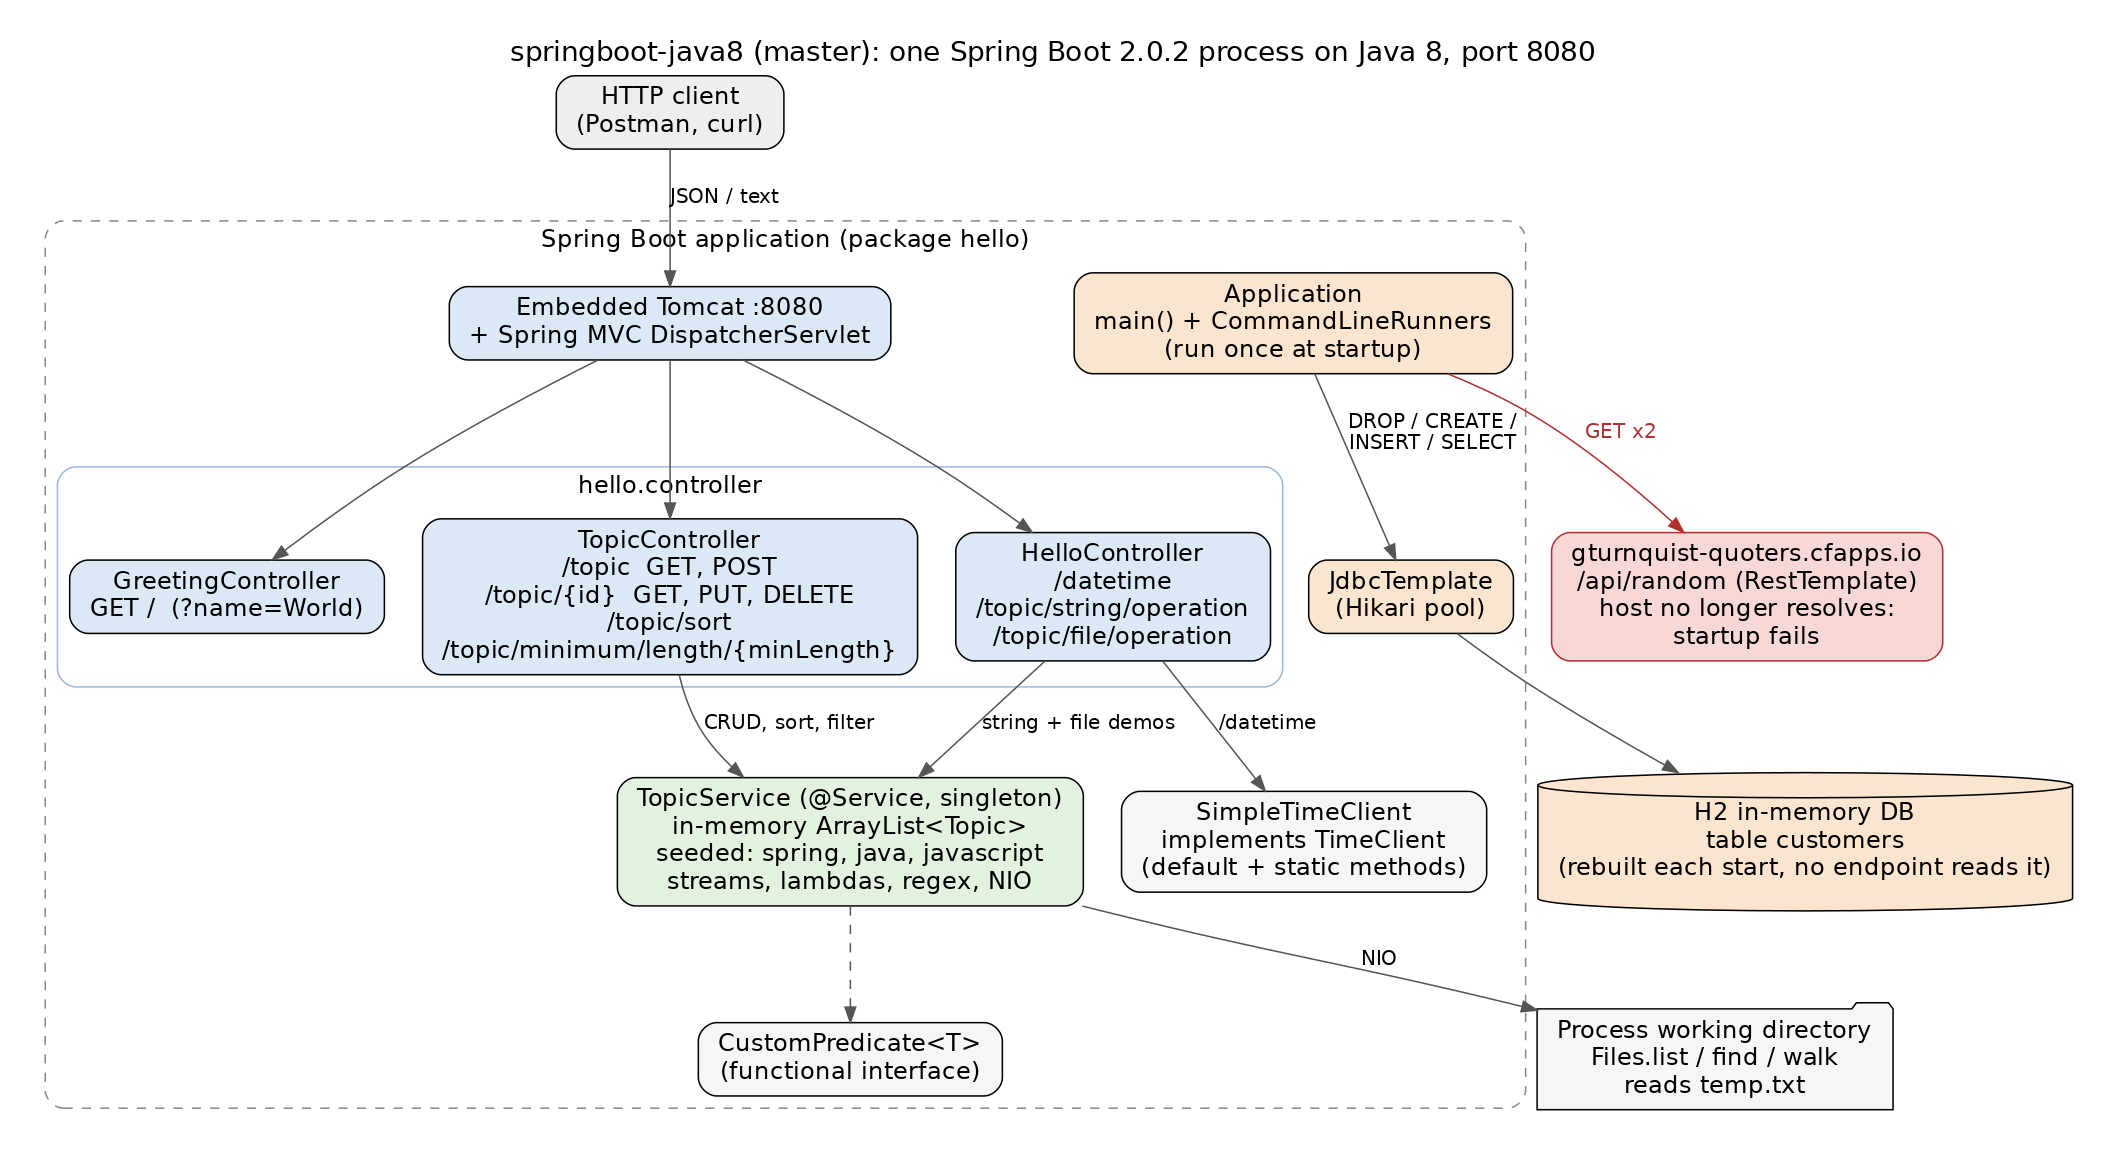 springboot-java8 (master): one Spring Boot 2.0.2 process on Java 8, port 8080
HTTP client
(Postman, curl)
JSON / text
Spring Boot application (package hello)
Embedded Tomcat :8080
+ Spring MVC DispatcherServlet
Application
main() + CommandLineRunners
(run once at startup)
DROP / CREATE /
INSERT / SELECT
GET x2
hello.controller
GreetingController
GET /  (?name=World)
TopicController
/topic  GET, POST
/topic/{id}  GET, PUT, DELETE
/topic/sort
/topic/minimum/length/{minLength}
HelloController
/datetime
/topic/string/operation
/topic/file/operation
JdbcTemplate
(Hikari pool)
gturnquist-quoters.cfapps.io
/api/random (RestTemplate)
host no longer resolves:
startup fails
CRUD, sort, filter
string + file demos
/datetime
TopicService (@Service, singleton)
in-memory ArrayList<Topic>
seeded: spring, java, javascript
streams, lambdas, regex, NIO
SimpleTimeClient
implements TimeClient
(default + static methods)
H2 in-memory DB
table customers
(rebuilt each start, no endpoint reads it)
NIO
CustomPredicate<T>
(functional interface)
Process working directory
Files.list / find / walk
reads temp.txt